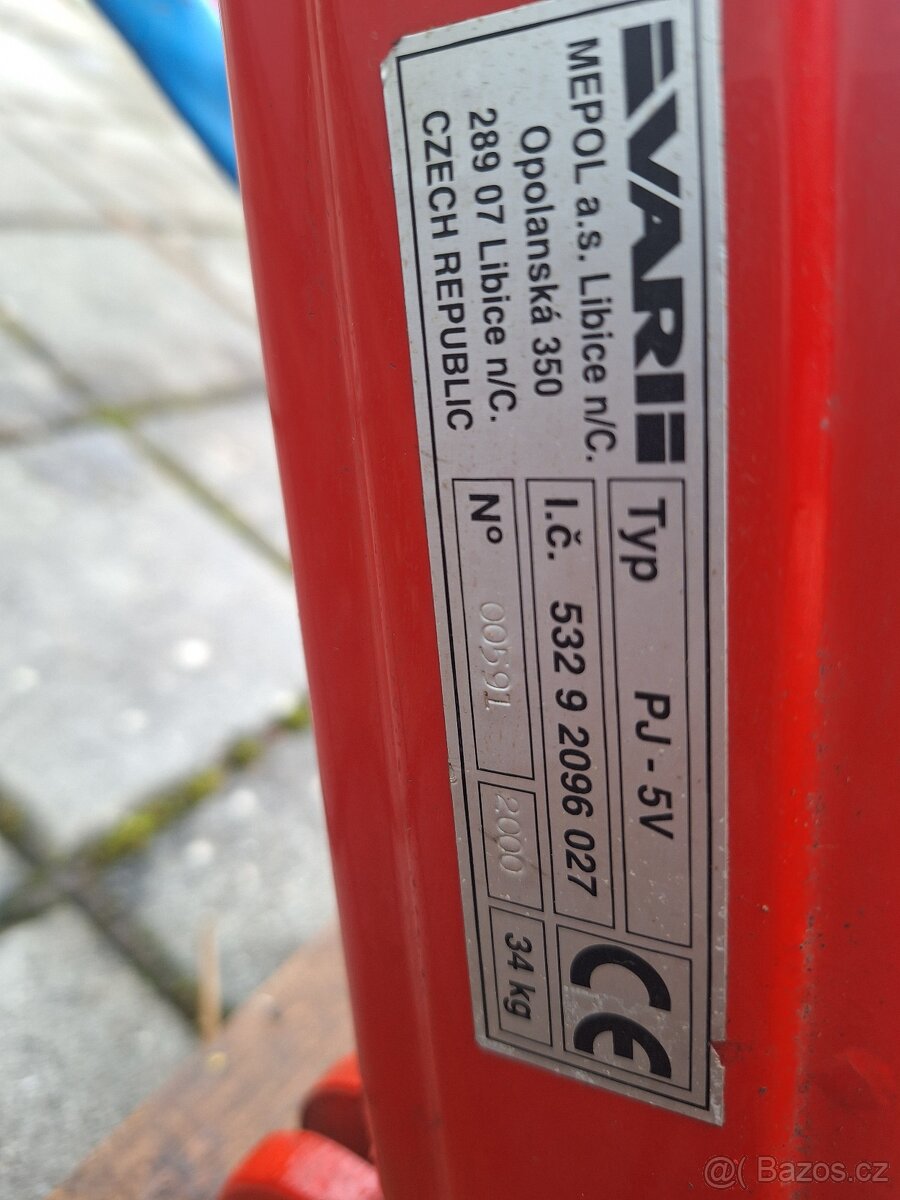 VARI
MEPOL a.s. Libice n/C.
Opolanská 350
289 07 Libice n/C.
CZECH REPUBLIC
Typ PJ - 5V
I.č. 532 9 2096 027
Nº 00591 2000 34 kg
CE
@( Bazos.cz